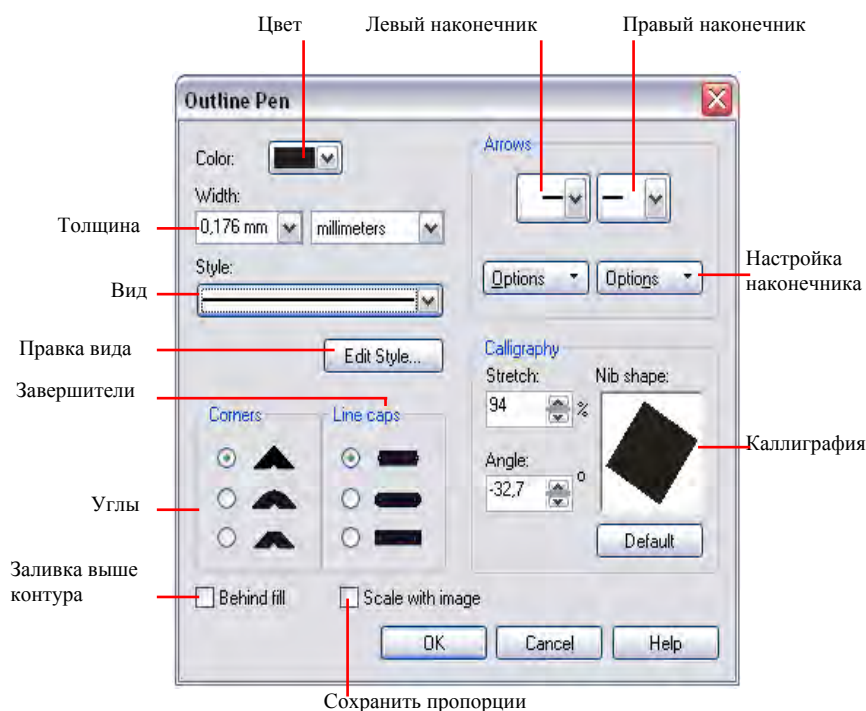 Цвет
Левый наконечник
Правый наконечник
Outline Pen
Color:
Arrows
Width:
Толщина
0,176 mm
millimeters
Style:
Вид
Options
Options
Настройка
наконечника
Правка вида
Edit Style...
Завершители
Calligraphy
Stretch:
Nib shape:
94
%
Corners
Line caps
Каллиграфия
Angle:
-32,7
o
Углы
Default
Заливка выше
контура
Behind fill
Scale with image
OK
Cancel
Help
Сохранить пропорции